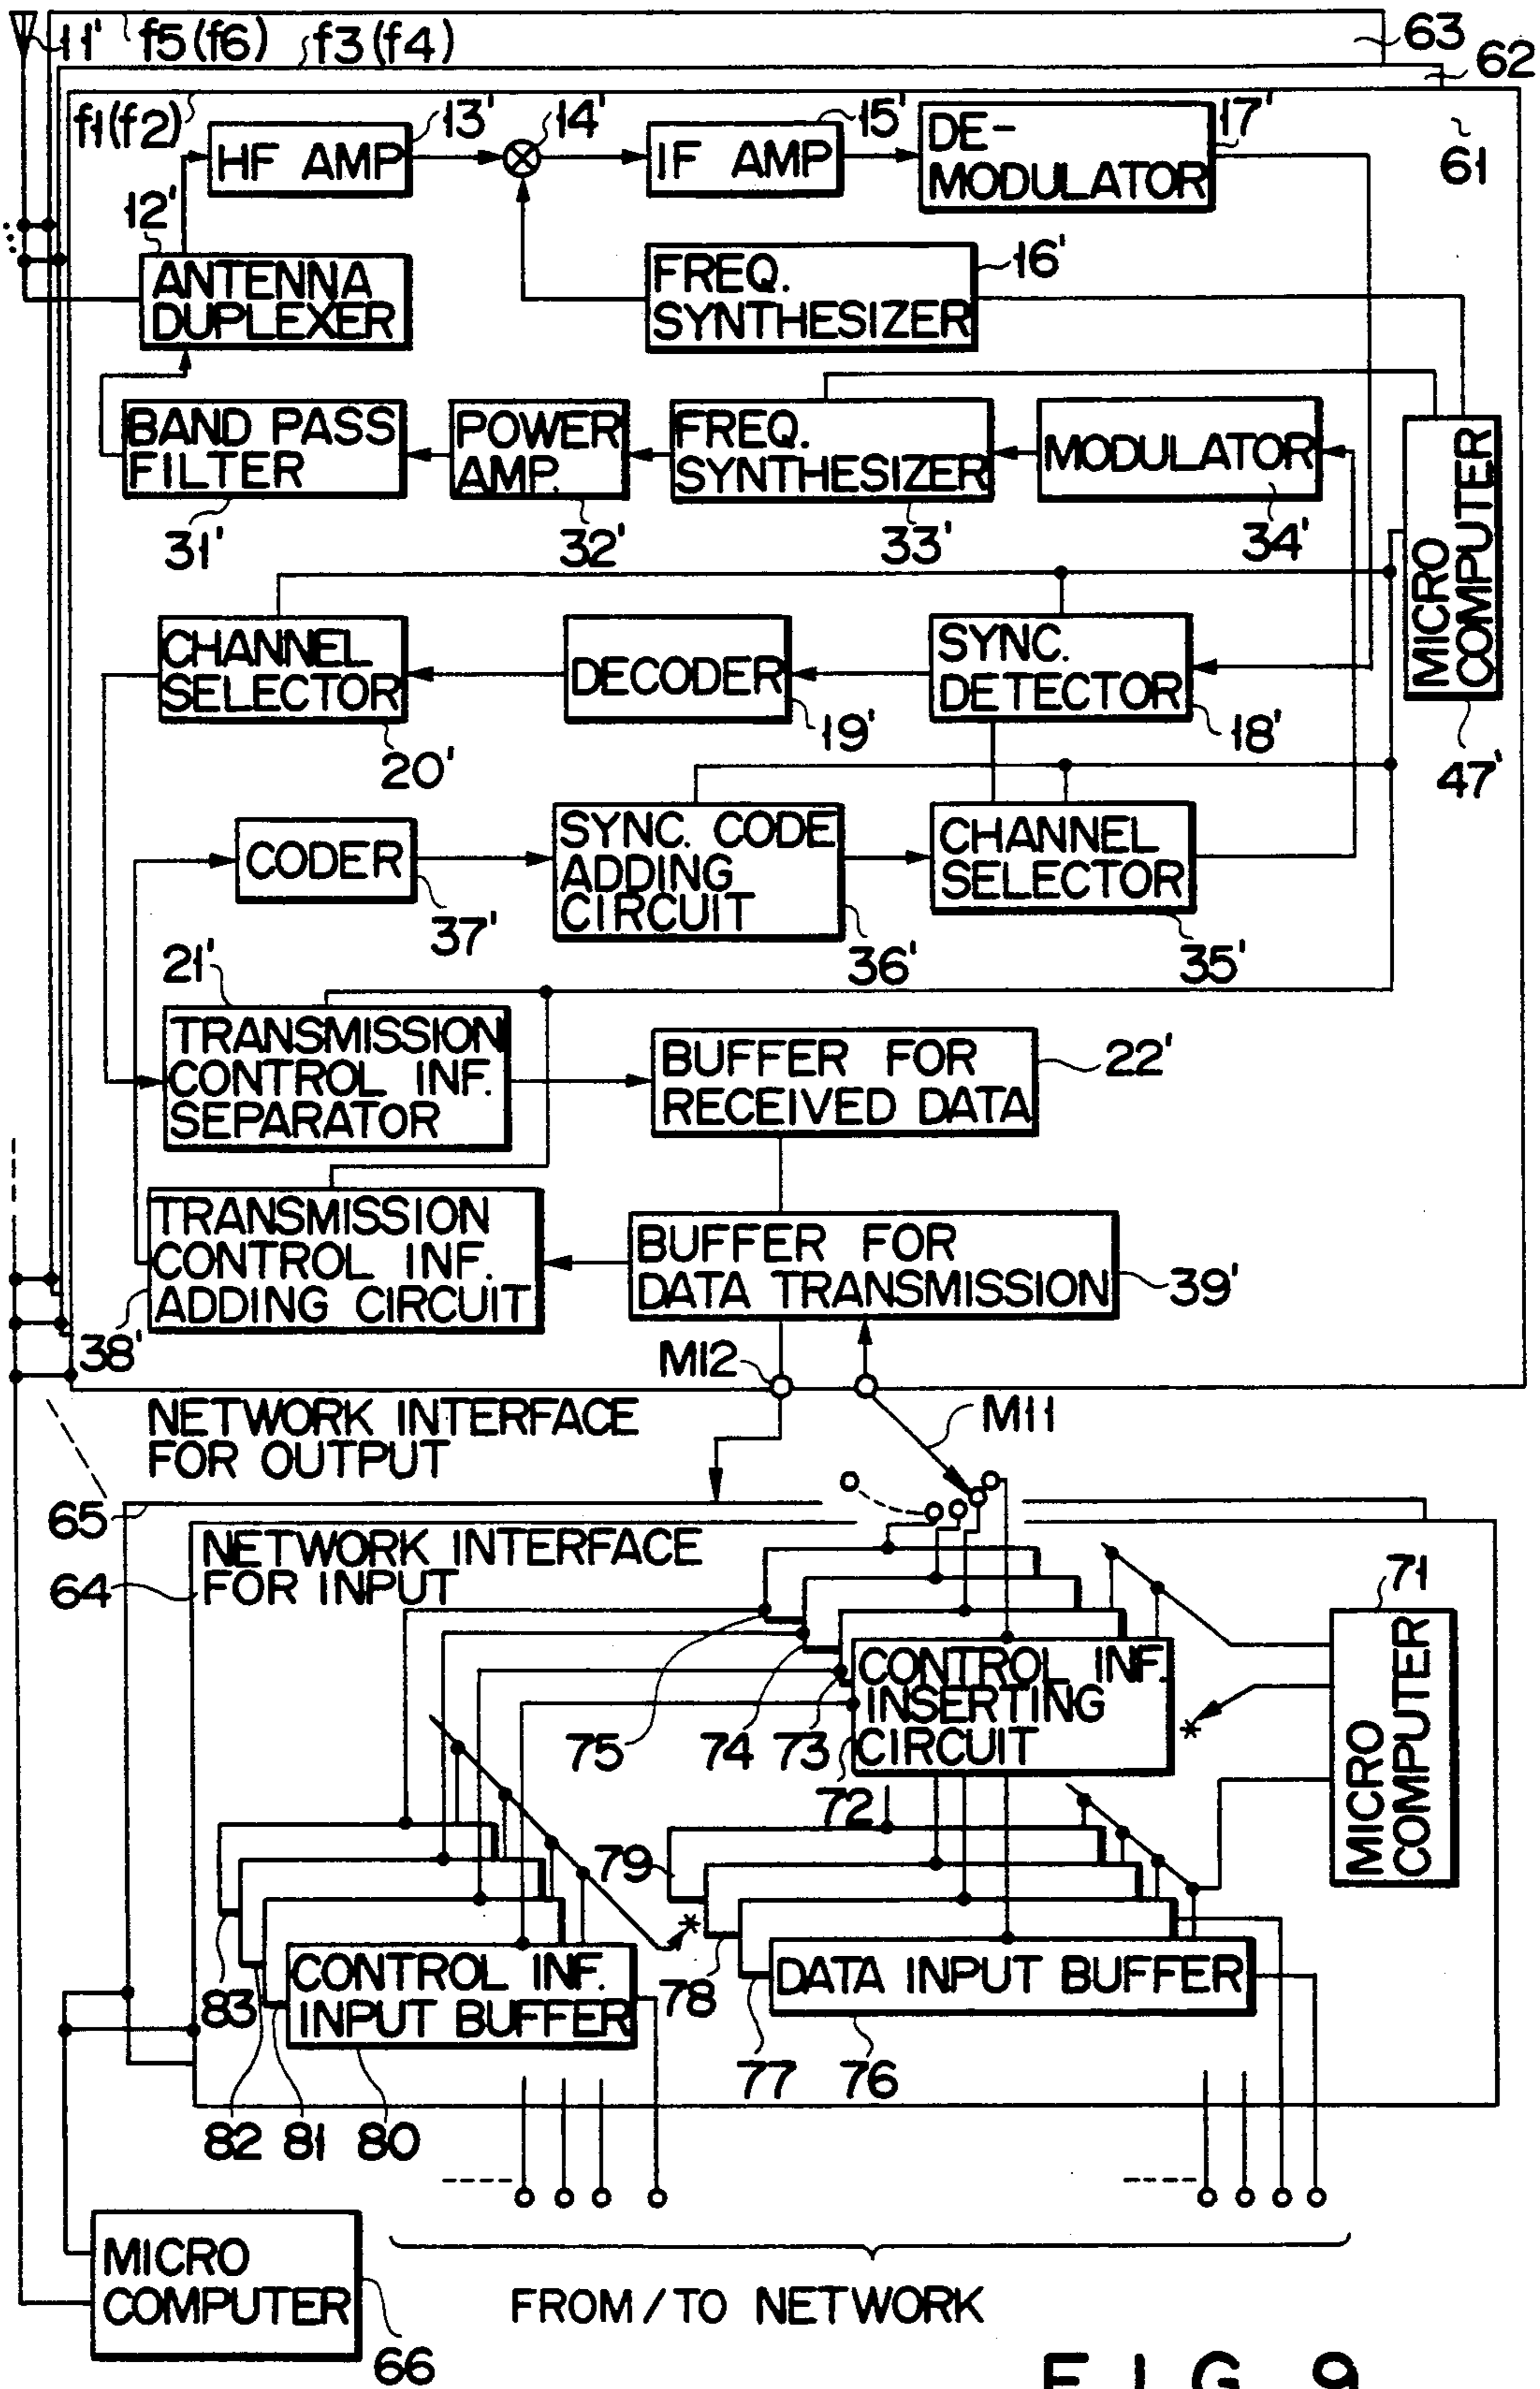 11' f5(f6) f3(f4) 63
62
f1(f2) 13' 14' 15' 17'
HF AMP
IF AMP
DE-
MODULATOR
61
12'
ANTENNA
DUPLEXER
FREQ.
SYNTHESIZER
16'
BAND PASS
FILTER
31'
POWER
AMP.
32'
FREQ.
SYNTHESIZER
33'
MODULATOR
34'
MICRO
COMPUTER
47'
CHANNEL
SELECTOR
20'
DECODER
19'
SYNC.
DETECTOR
18'
CODER
37'
SYNC. CODE
ADDING
CIRCUIT
36'
CHANNEL
SELECTOR
35'
21'
TRANSMISSION
CONTROL INF.
SEPARATOR
BUFFER FOR
RECEIVED DATA
22'
TRANSMISSION
CONTROL INF.
ADDING CIRCUIT
38'
BUFFER FOR
DATA TRANSMISSION
39'
M12
M11
NETWORK INTERFACE
FOR OUTPUT
65
NETWORK INTERFACE
FOR INPUT
64
71
MICRO
COMPUTER
CONTROL INF.
INSERTING
CIRCUIT
*
75 74 73
72
79
*
78
83
CONTROL INF.
INPUT BUFFER
DATA INPUT BUFFER
77 76
82 81 80
MICRO
COMPUTER
66
FROM/TO NETWORK
FIG 9